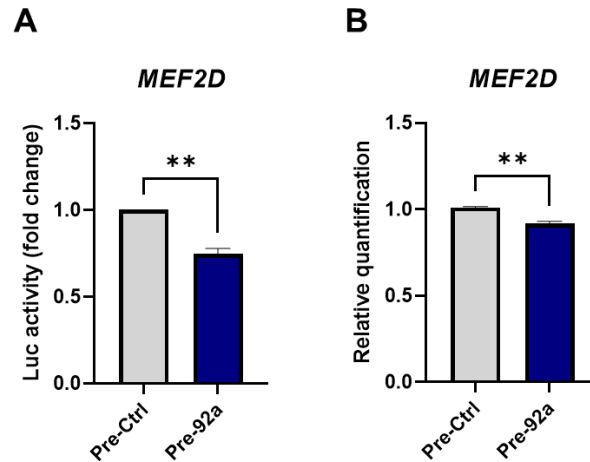 A
MEF2D
Luc activity (fold change)
1.5
1.0
0.5
0.0
**
Pre-Ctrl
Pre-92a
B
MEF2D
Relative quantification
1.5
1.0
0.5
0.0
**
Pre-Ctrl
Pre-92a